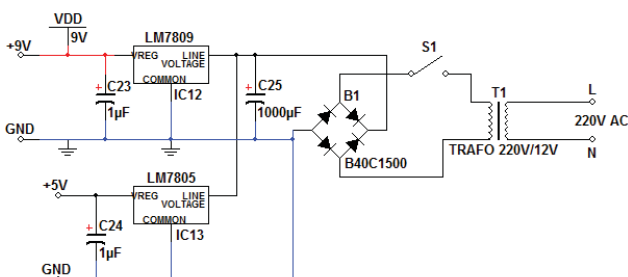 VDD
9V
+9V
LM7809
VREG
LINE
VOLTAGE
COMMON
IC12
+
C23
1µF
+
C25
1000µF
GND
S1
B1
B40C1500
T1
TRAFO 220V/12V
L
220V AC
N
+5V
LM7805
VREG
LINE
VOLTAGE
COMMON
IC13
+
C24
1µF
GND